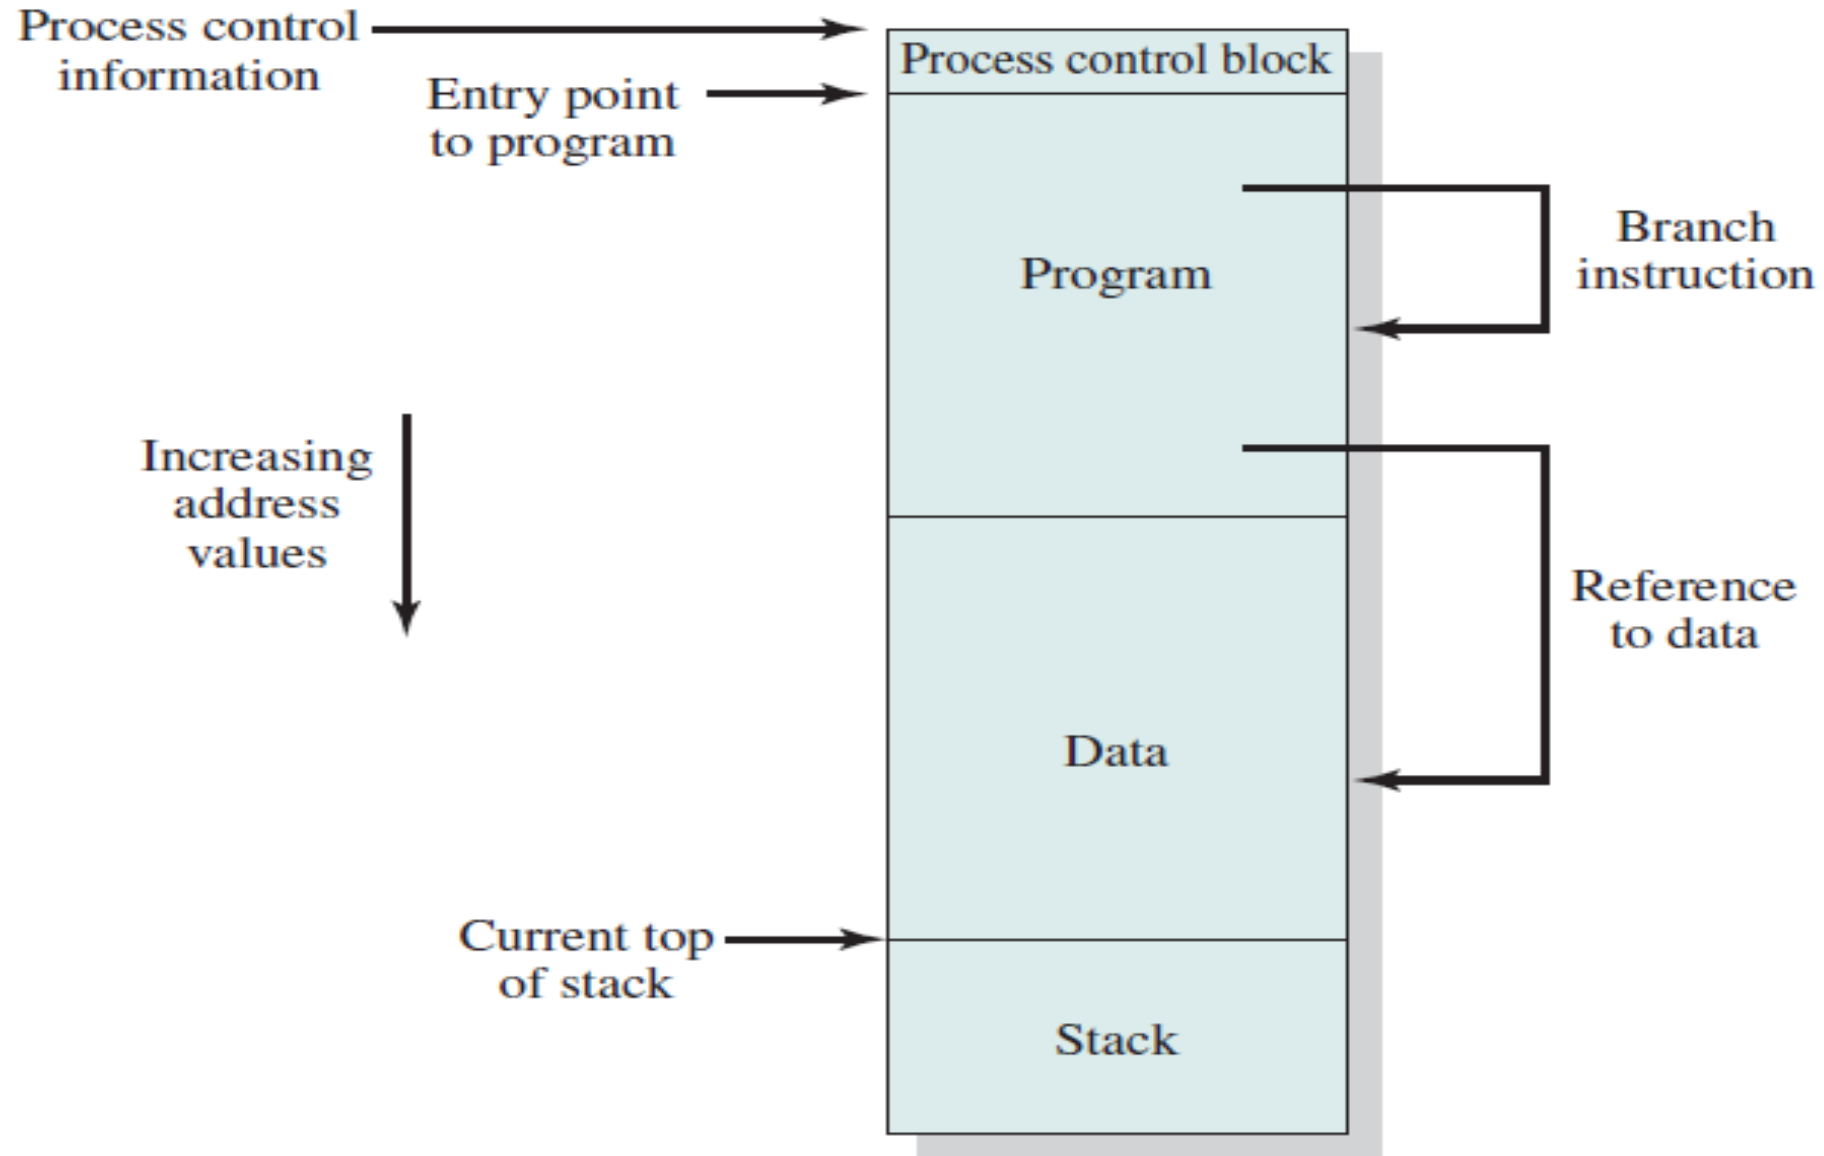 Process control
information
Process control block
Entry point
to program
Branch
instruction
Program
Increasing
address
values
Reference
to data
Data
Current top
of stack
Stack